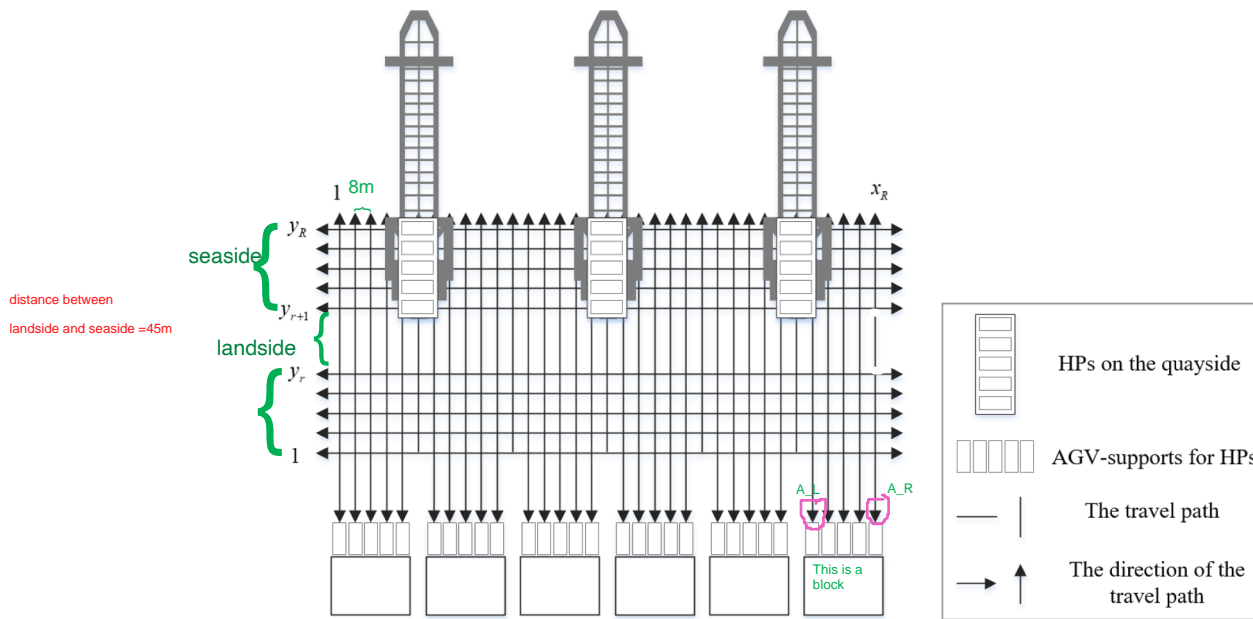 1
8m
x_R
y_R
seaside
distance between
landside and seaside =45m
y_{r+1}
landside
y_r
1
A_L
A_R
This is a
block
HPs on the quayside
AGV-supports for HPs
The travel path
The direction of the
travel path